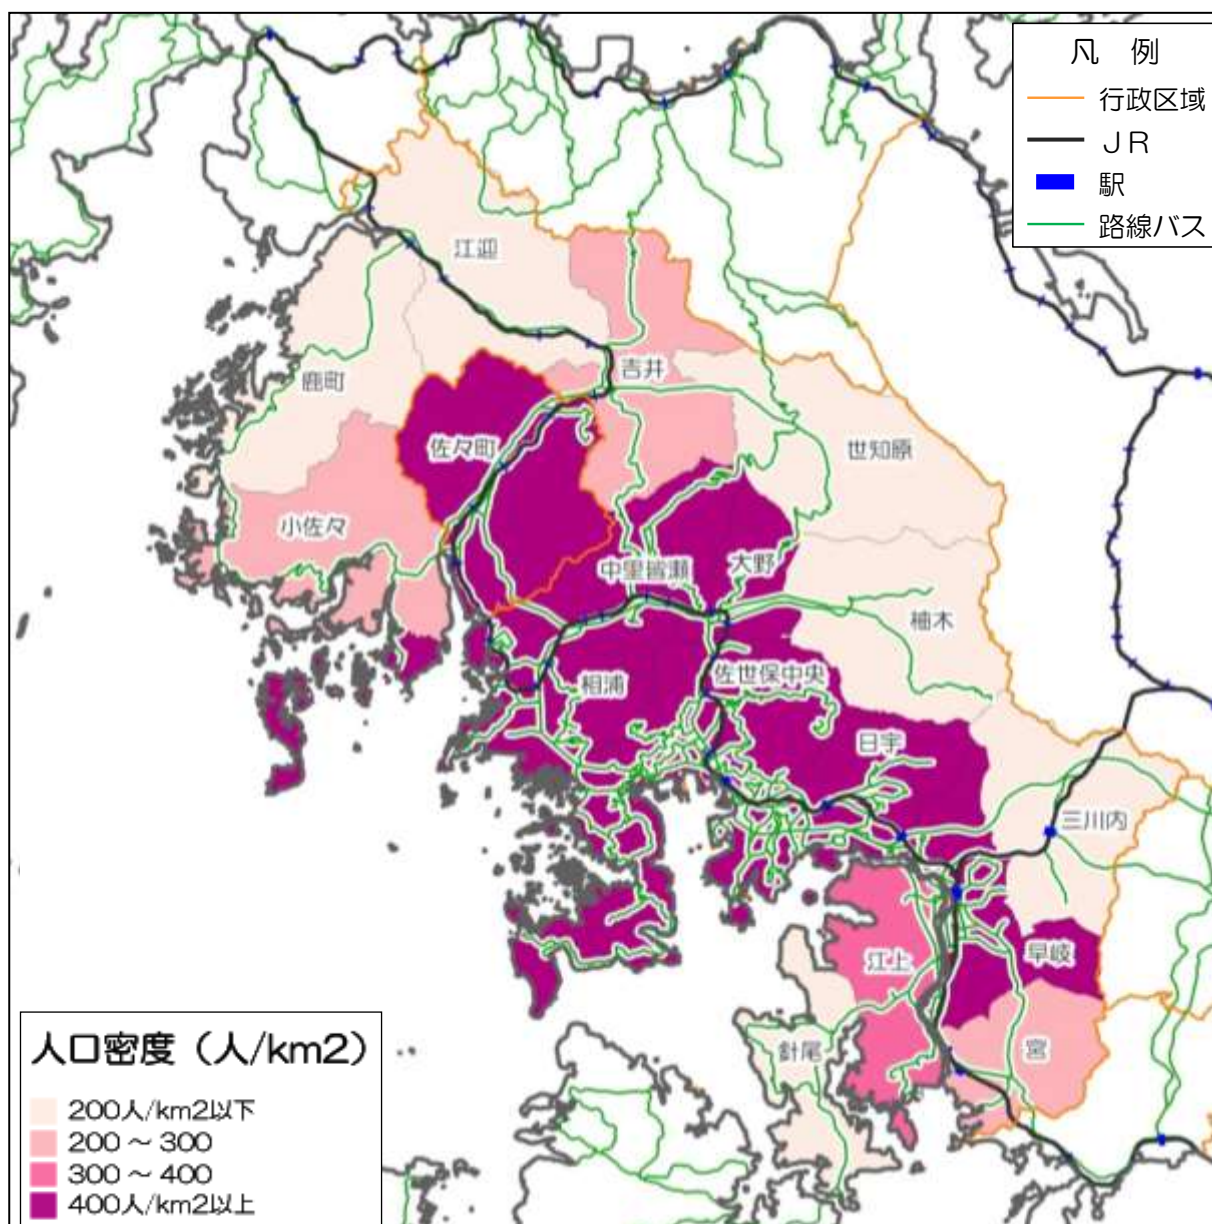 凡 例
行政区域
ＪＲ
駅
路線バス
江迎
吉井
鹿町
佐々町
世知原
小佐々
中里皆瀬
大野
柚木
相浦
佐世保中央
日宇
三川内
江上
早岐
針尾
宮
人口密度（人/km2）
200人/km2以下
200 ～ 300
300 ～ 400
400人/km2以上